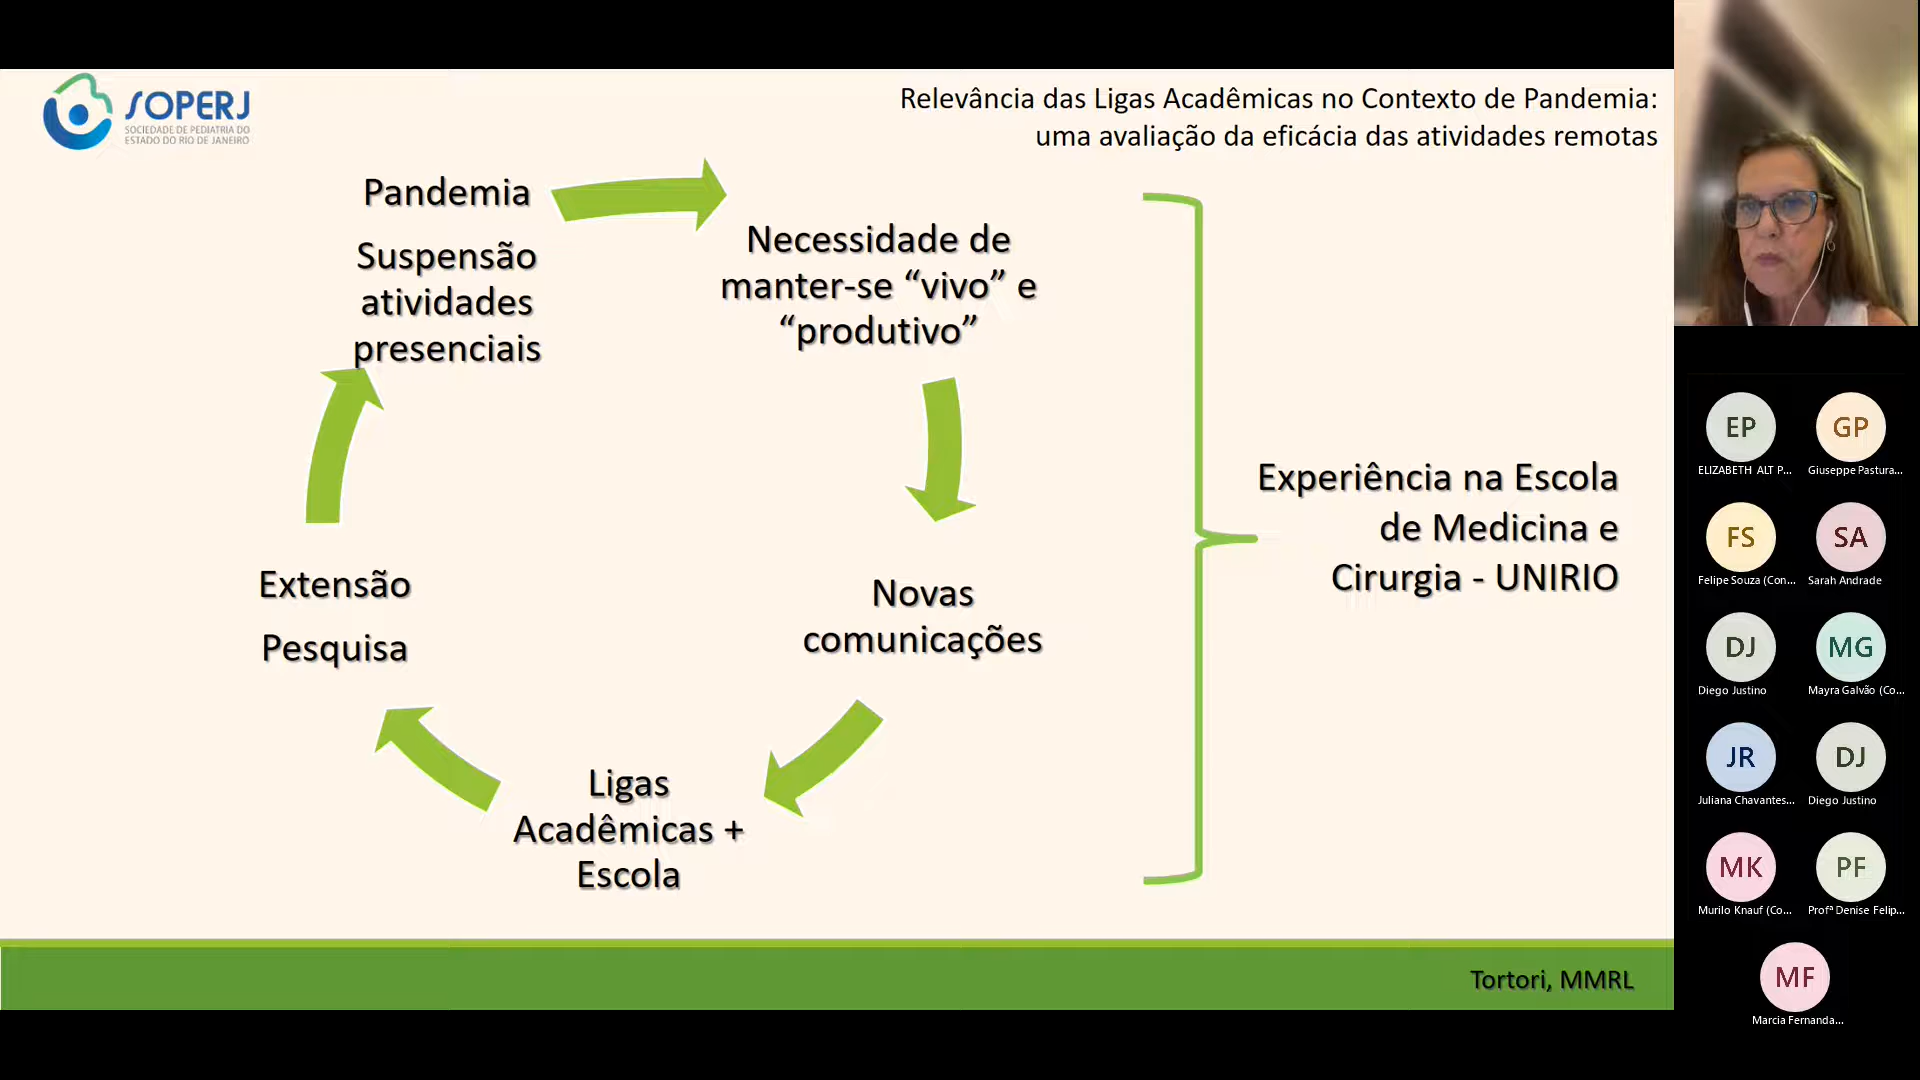 SOPERJ
SOCIEDADE DE PEDIATRIA DO
ESTADO DO RIO DE JANEIRO
Relevância das Ligas Acadêmicas no Contexto de Pandemia:
uma avaliação da eficácia das atividades remotas
Pandemia
Suspensão
atividades
presenciais
Necessidade de
manter-se “vivo” e
“produtivo”
Novas
comunicações
Ligas
Acadêmicas +
Escola
Extensão
Pesquisa
Experiência na Escola
de Medicina e
Cirurgia - UNIRIO
Tortori, MMRL
EP
ELIZABETH ALT P...
GP
Giuseppe Pastura...
FS
Felipe Souza (Con...
SA
Sarah Andrade
DJ
Diego Justino
MG
Mayra Galvão (Co...
JR
Juliana Chavantes...
DJ
Diego Justino
MK
Murilo Knauf (Co...
PF
Profª Denise Felip...
MF
Marcia Fernanda...